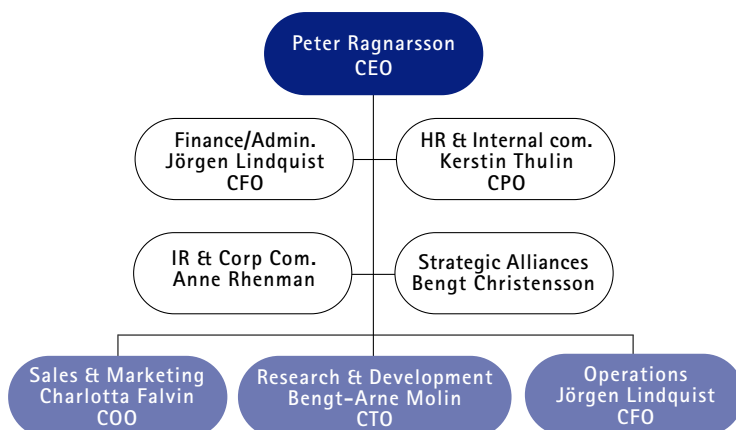 Peter Ragnarsson
CEO
Finance/Admin.
Jörgen Lindquist
CFO
HR & Internal com.
Kerstin Thulin
CPO
IR & Corp Com.
Anne Rhenman
Strategic Alliances
Bengt Christensson
Sales & Marketing
Charlotta Falvin
COO
Research & Development
Bengt-Arne Molin
CTO
Operations
Jörgen Lindquist
CFO